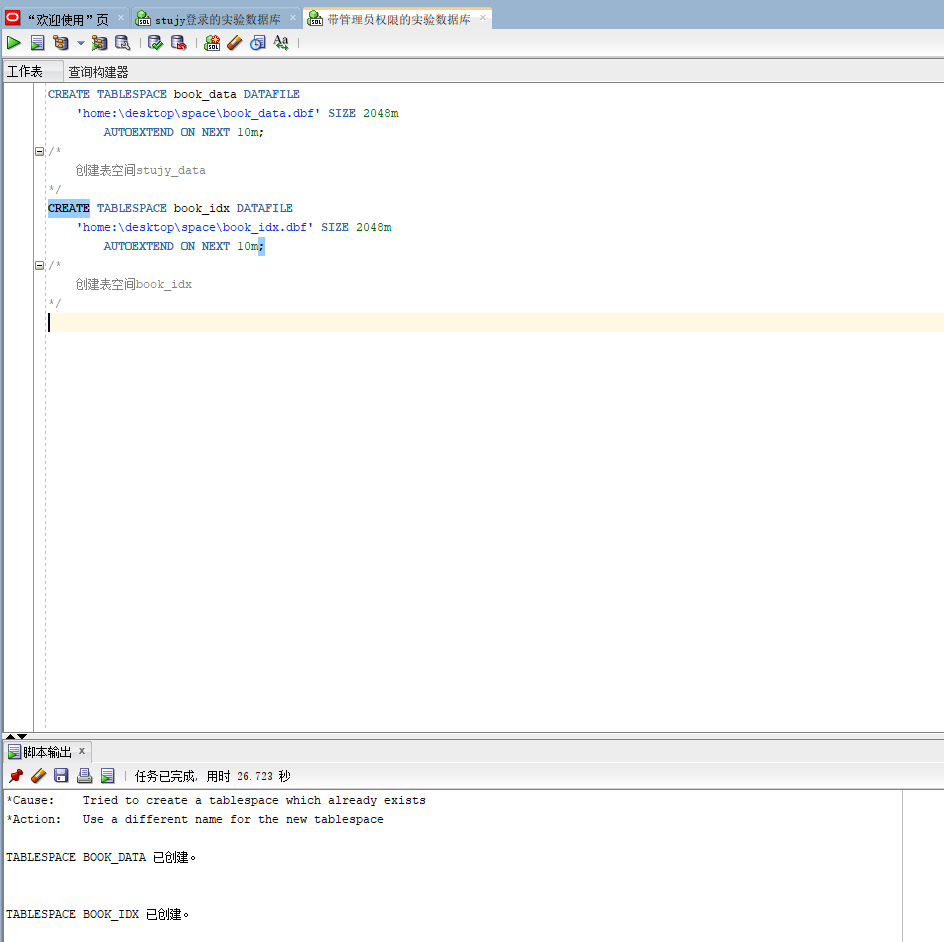 “欢迎使用”页 stujy登录的实验数据库 带管理员权限的实验数据库
工作表 查询构建器
CREATE TABLESPACE book_data DATAFILE
'home:\desktop\space\book_data.dbf' SIZE 2048m
AUTOEXTEND ON NEXT 10m;
/*
创建表空间stujy_data
*/
CREATE TABLESPACE book_idx DATAFILE
'home:\desktop\space\book_idx.dbf' SIZE 2048m
AUTOEXTEND ON NEXT 10m;
/*
创建表空间book_idx
*/
脚本输出
任务已完成, 用时 26.723 秒
*Cause: Tried to create a tablespace which already exists
*Action: Use a different name for the new tablespace
TABLESPACE BOOK_DATA 已创建。
TABLESPACE BOOK_IDX 已创建。